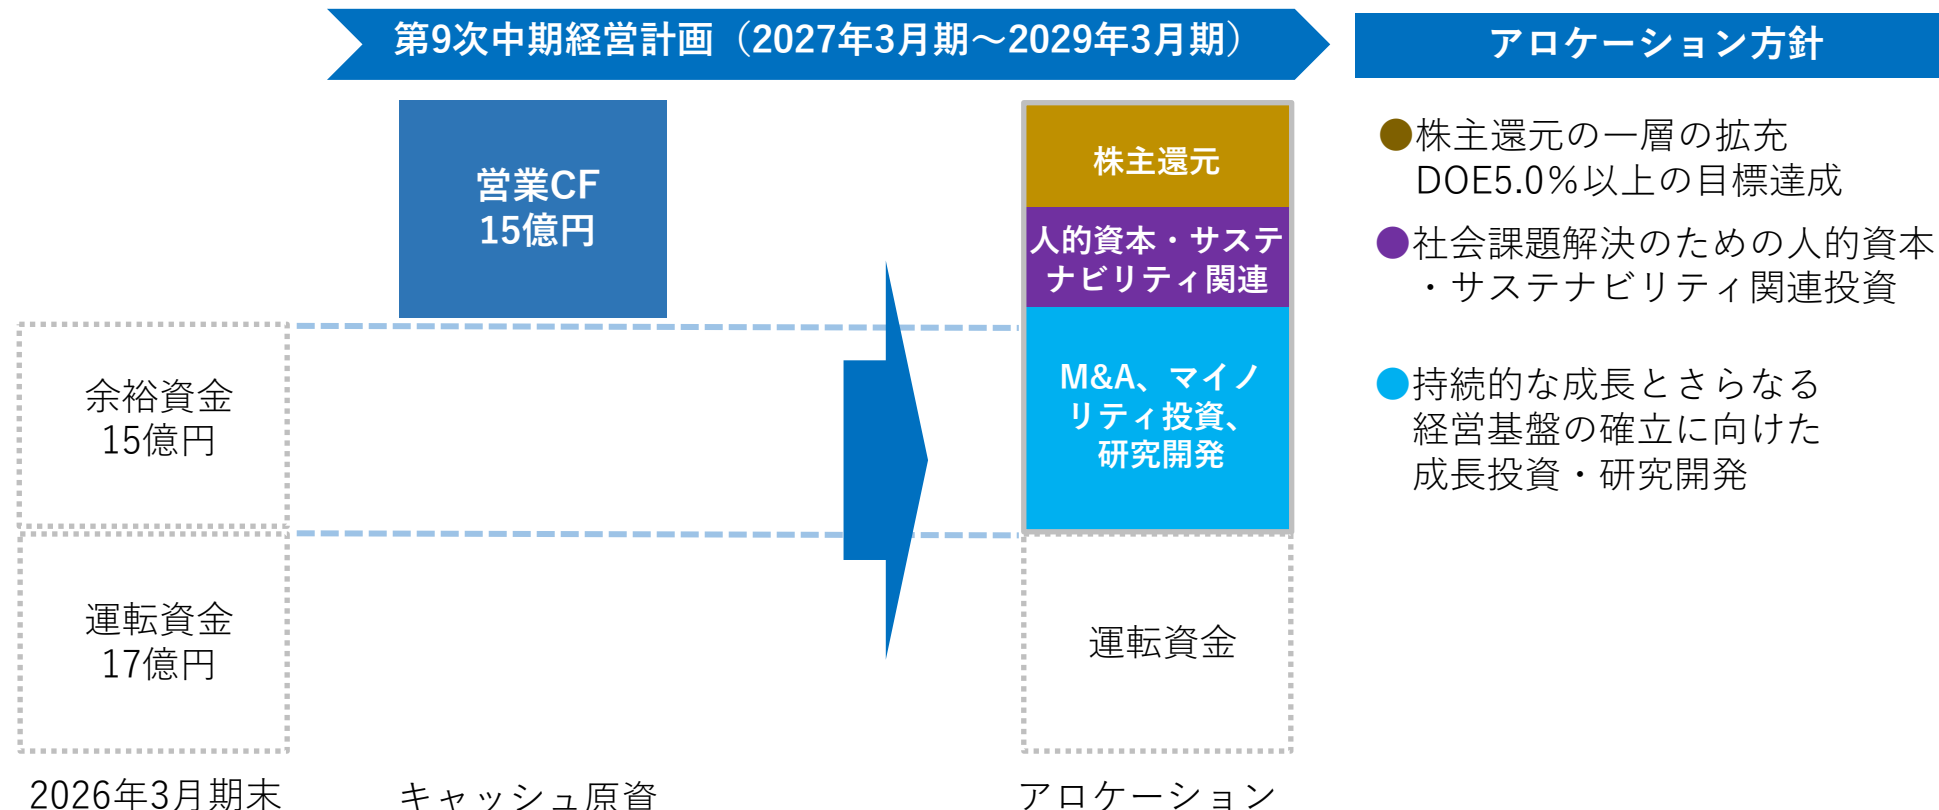 第9次中期経営計画（2027年3月期～2029年3月期）
アロケーション方針
営業CF
15億円
余裕資金
15億円
運転資金
17億円
株主還元
人的資本・サステ
ナビリティ関連
M&A、マイノ
リティ投資、
研究開発
運転資金
●株主還元の一層の拡充
DOE5.0％以上の目標達成
●社会課題解決のための人的資本
・サステナビリティ関連投資
●持続的な成長とさらなる
経営基盤の確立に向けた
成長投資・研究開発
2026年3月期末
キャッシュ原資
アロケーション